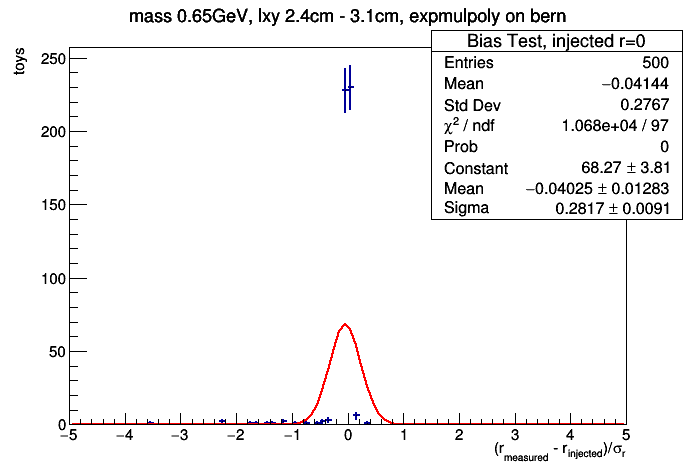 mass 0.65GeV, lxy 2.4cm - 3.1cm, expmulpoly on bern
Bias Test, injected r=0
Entries 500
Mean −0.04144
Std Dev 0.2767
χ² / ndf 1.068e+04 / 97
Prob 0
Constant 68.27 ± 3.81
Mean −0.04025 ± 0.01283
Sigma 0.2817 ± 0.0091
toys
250
200
150
100
50
0
−5 −4 −3 −2 −1 0 1 2 3 4 5
(r_measured - r_injected)/σ_r